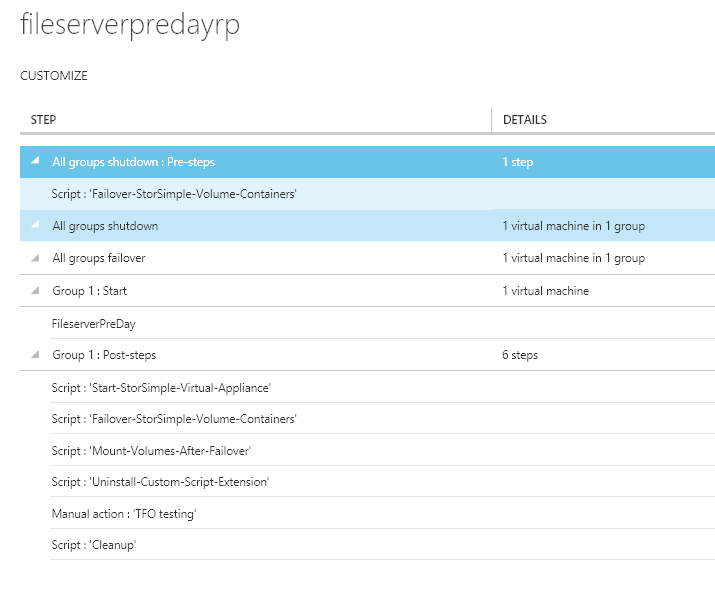 fileserverpredayrp
CUSTOMIZE
STEP DETAILS
All groups shutdown : Pre-steps 1 step
Script : 'Failover-StorSimple-Volume-Containers'
All groups shutdown 1 virtual machine in 1 group
All groups failover 1 virtual machine in 1 group
Group 1 : Start 1 virtual machine
FileserverPreDay
Group 1 : Post-steps 6 steps
Script : 'Start-StorSimple-Virtual-Appliance'
Script : 'Failover-StorSimple-Volume-Containers'
Script : 'Mount-Volumes-After-Failover'
Script : 'Uninstall-Custom-Script-Extension'
Manual action : 'TFO testing'
Script : 'Cleanup'